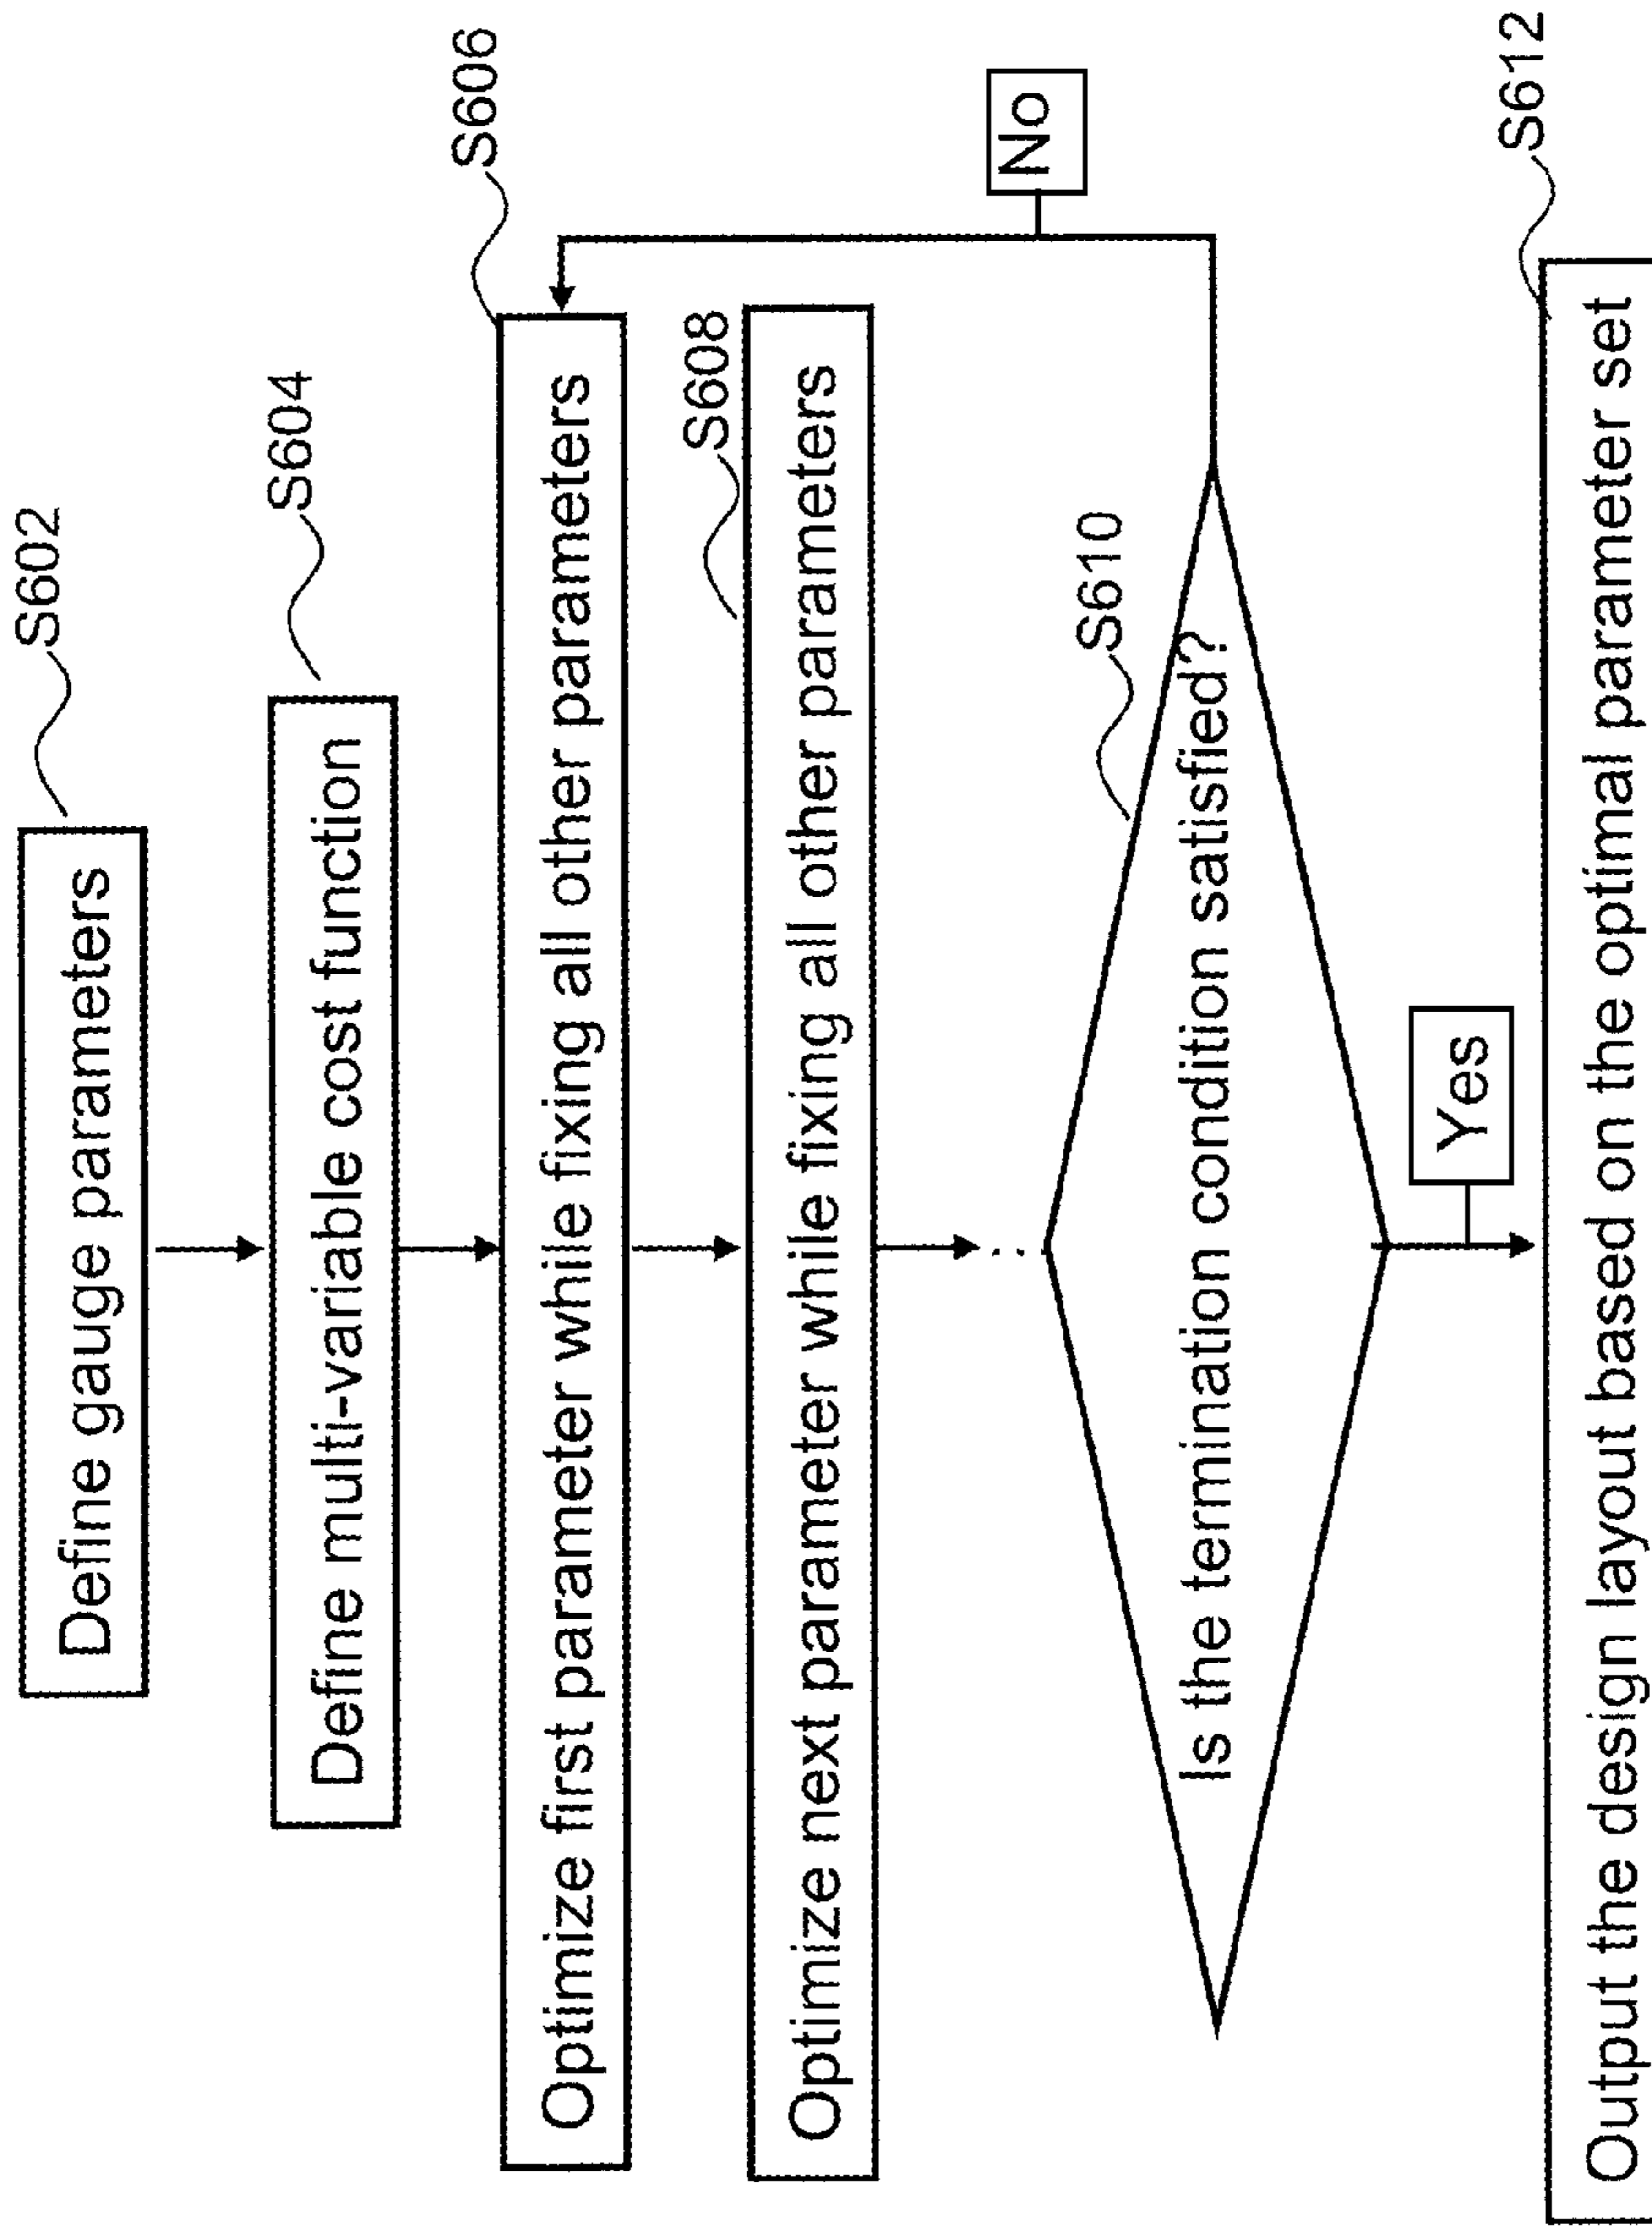 S602
Define gauge parameters
S604
Define multi-variable cost function
S606
Optimize first parameter while fixing all other parameters
S608
Optimize next parameter while fixing all other parameters
S610
Is the termination condition satisfied?
No
Yes
S612
Output the design layout based on the optimal parameter set